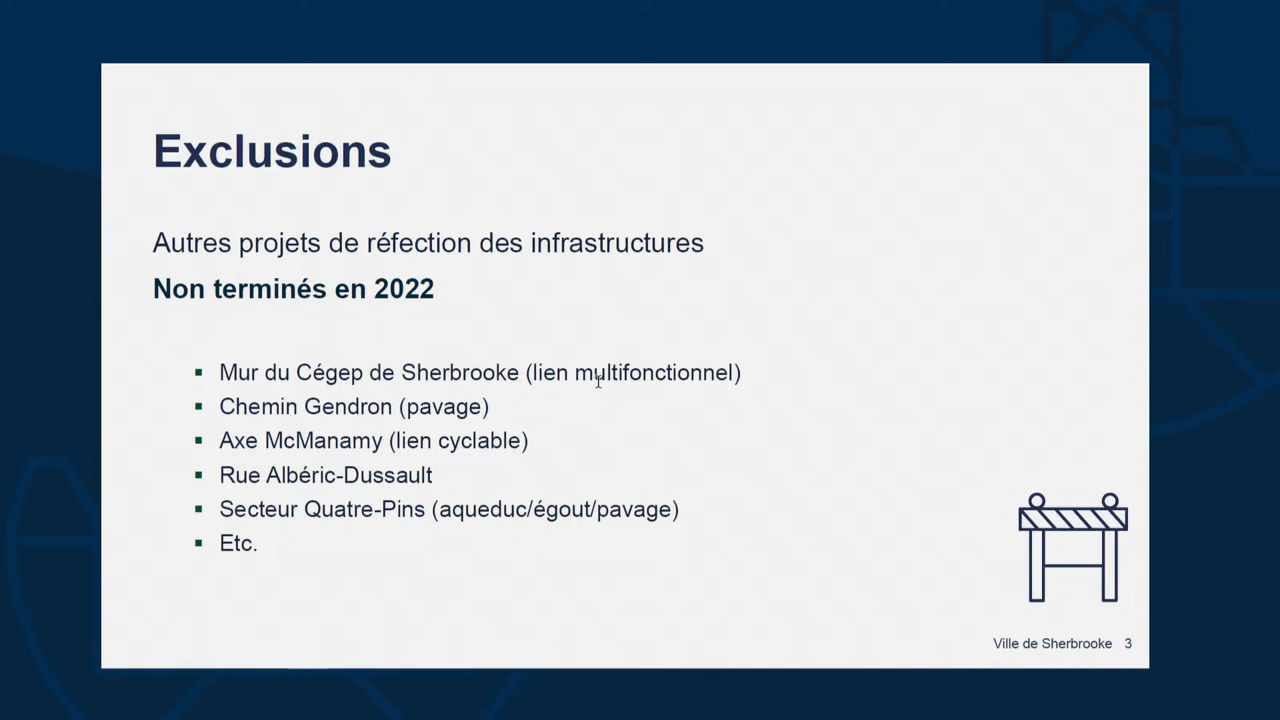 Exclusions
Autres projets de réfection des infrastructures
Non terminés en 2022
▪ Mur du Cégep de Sherbrooke (lien multifonctionnel)
▪ Chemin Gendron (pavage)
▪ Axe McManamy (lien cyclable)
▪ Rue Albéric-Dussault
▪ Secteur Quatre-Pins (aqueduc/égout/pavage)
▪ Etc.
Ville de Sherbrooke 3